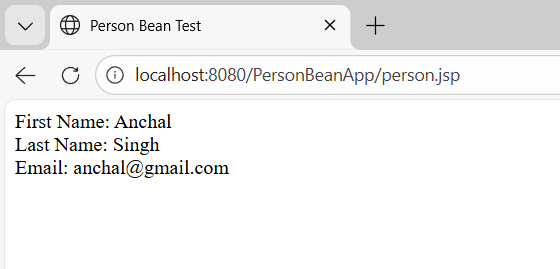 Person Bean Test
localhost:8080/PersonBeanApp/person.jsp
First Name: Anchal
Last Name: Singh
Email: anchal@gmail.com